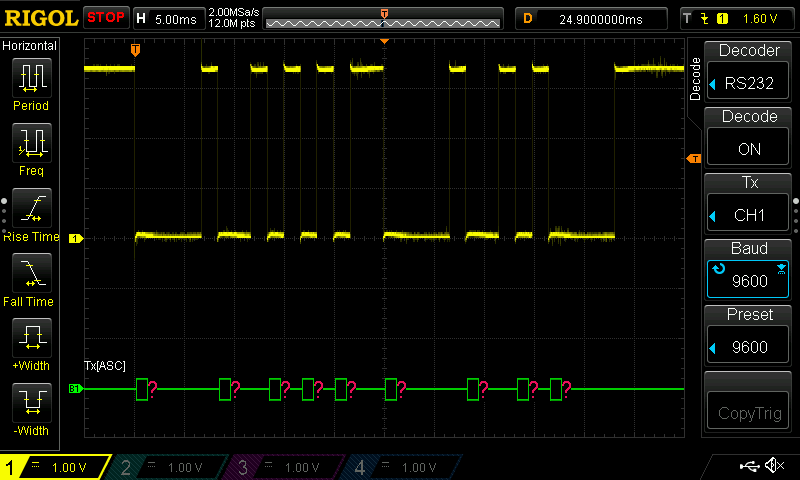 RIGOL STOP H 5.00ms 2.00MSa/s 12.0M pts T D 24.9000000ms T 1 1.60 V
Horizontal
Period
Freq
Rise Time
Fall Time
+Width
-Width
T
T
1
Tx[ASC]
B1
? ? ? ? ? ? ? ? ?
Decode
Decoder
RS232
Decode
ON
Tx
CH1
Baud
9600
Preset
9600
CopyTrig
1 = 1.00 V 2 = 1.00 V 3 = 1.00 V 4 = 1.00 V